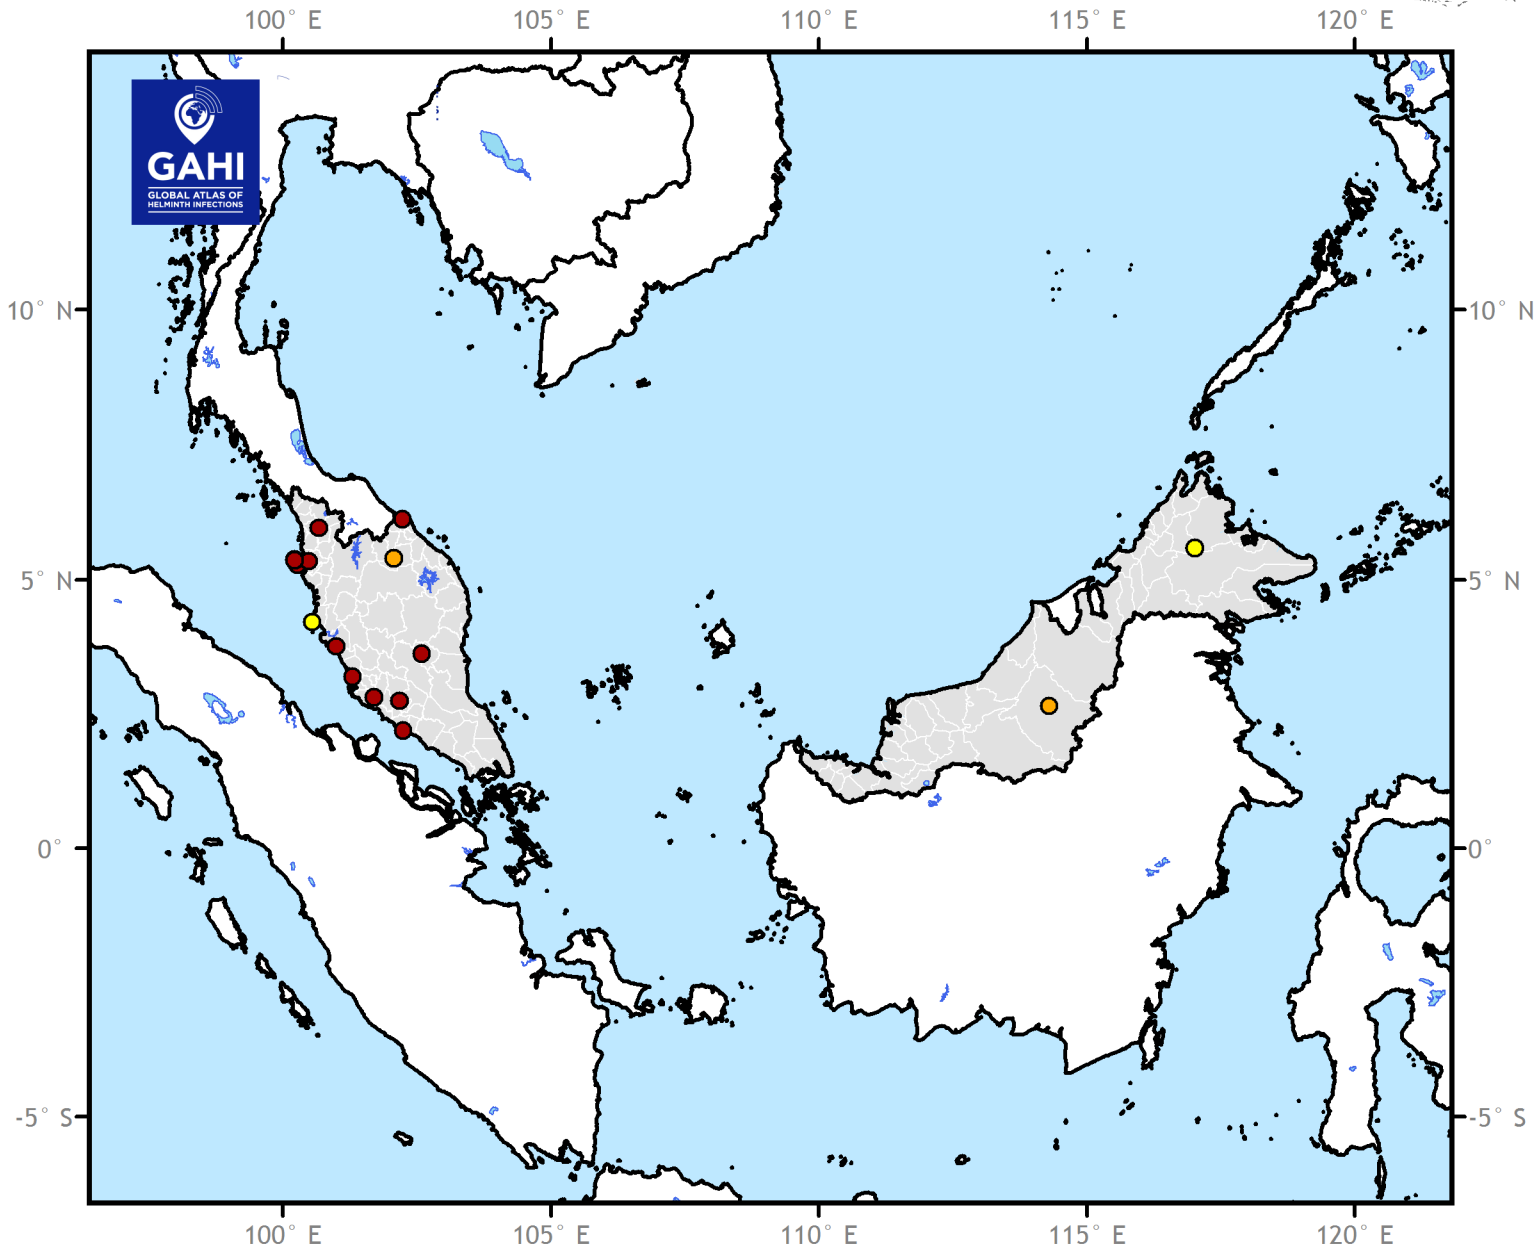 100° E 105° E 110° E 115° E 120° E
GAHI
GLOBAL ATLAS OF
HELMINTH INFECTIONS
10° N 10° N
5° N 5° N
0° 0°
-5° S -5° S
100° E 105° E 110° E 115° E 120° E